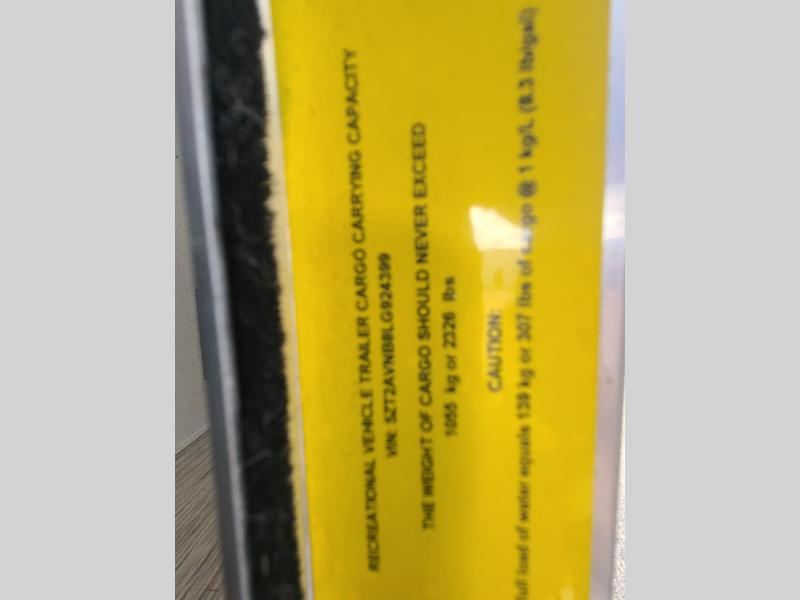 RECREATIONAL VEHICLE TRAILER CARGO CARRYING CAPACITY
VIN: 5ZT2AVNB8LG924399
THE WEIGHT OF CARGO SHOULD NEVER EXCEED
1055 kg or 2326 lbs
CAUTION:
full load of water equals 139 kg or 307 lbs of cargo @ 1 kg/L (8.3 lb/gal)